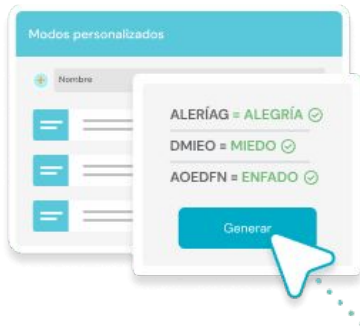 Modos personalizados
Nombre
ALERÍAG = ALEGRÍA
DMIEO = MIEDO
AOEDFN = ENFADO
Generar